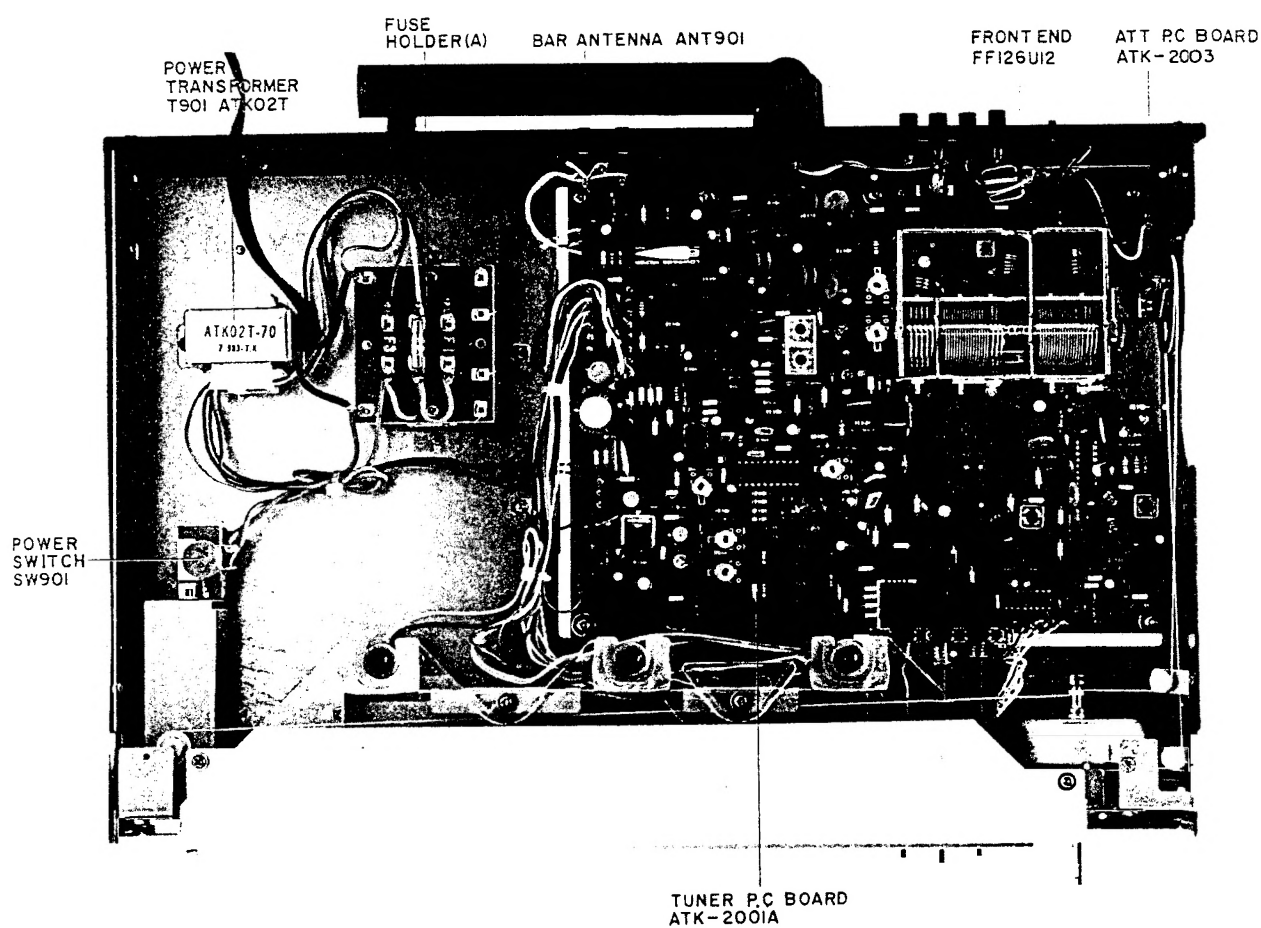 FUSE
HOLDER(A)
BAR ANTENNA ANT901
FRONT END
FF126U12
ATT P.C BOARD
ATK-2003
POWER
TRANSFORMER
T901 ATK02T
ATK02T-70
POWER
SWITCH
SW901
TUNER P.C BOARD
ATK-2001A